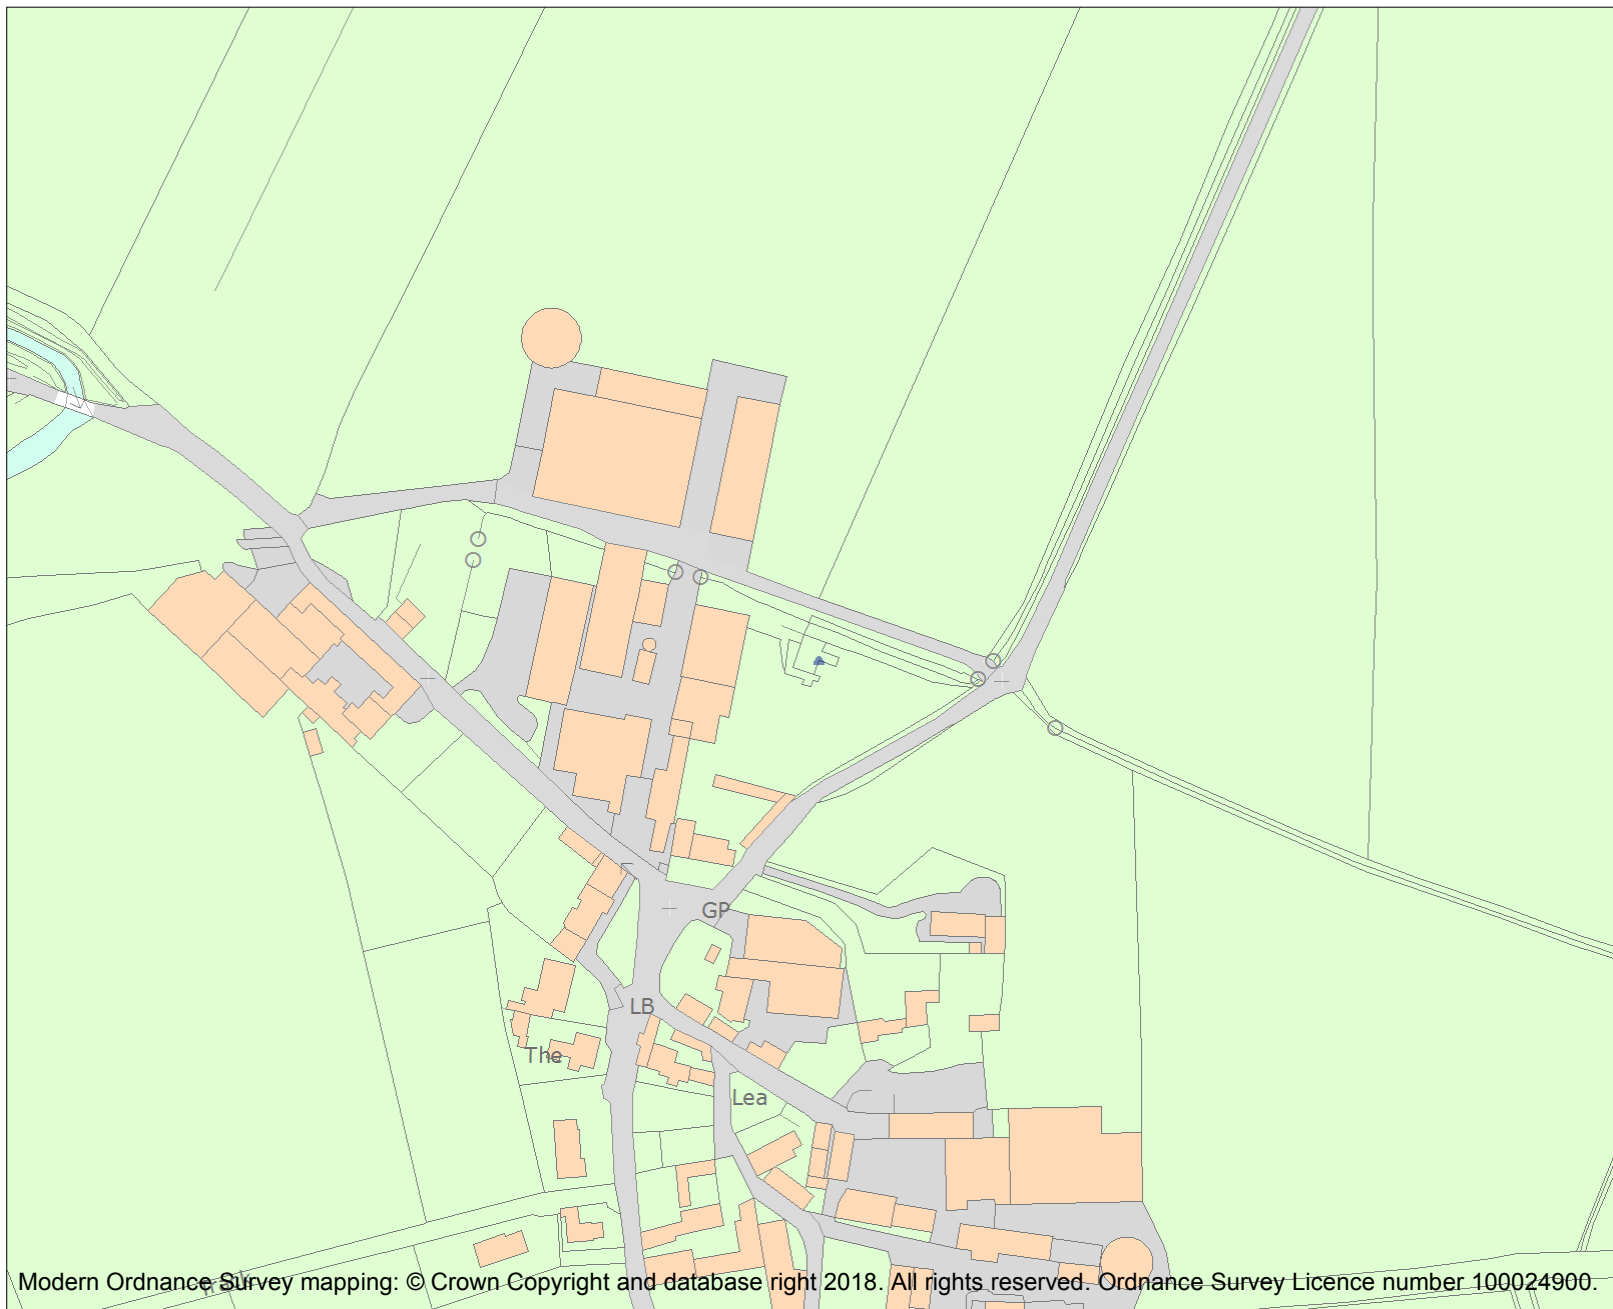 GP
LB
The
Lea
Track
Modern Ordnance Survey mapping: © Crown Copyright and database right 2018. All rights reserved. Ordnance Survey Licence number 100024900.